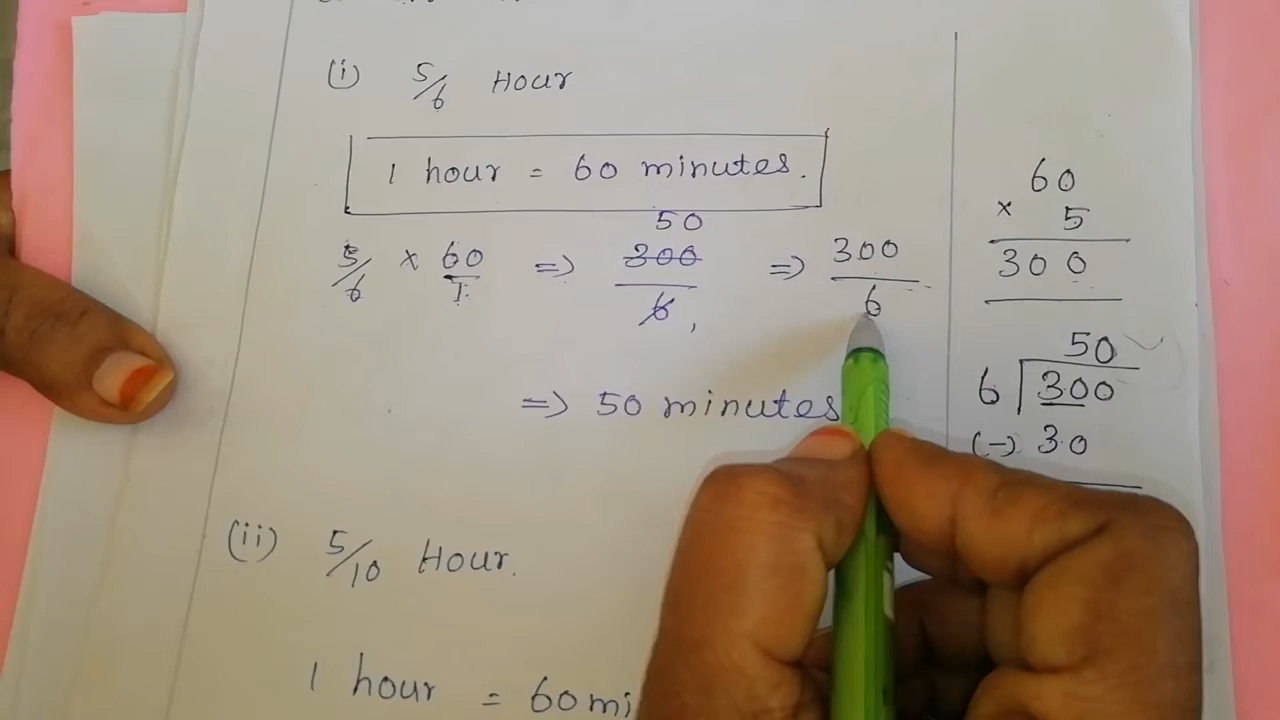 (i) 5/6 Hour
1 hour = 60 minutes.
5/6 × 60/1 => 50 300/6, => 300/6
=> 50 minutes
(ii) 5/10 Hour.
1 hour = 60 mi
60
× 5
300
50
6 300
(-) 30